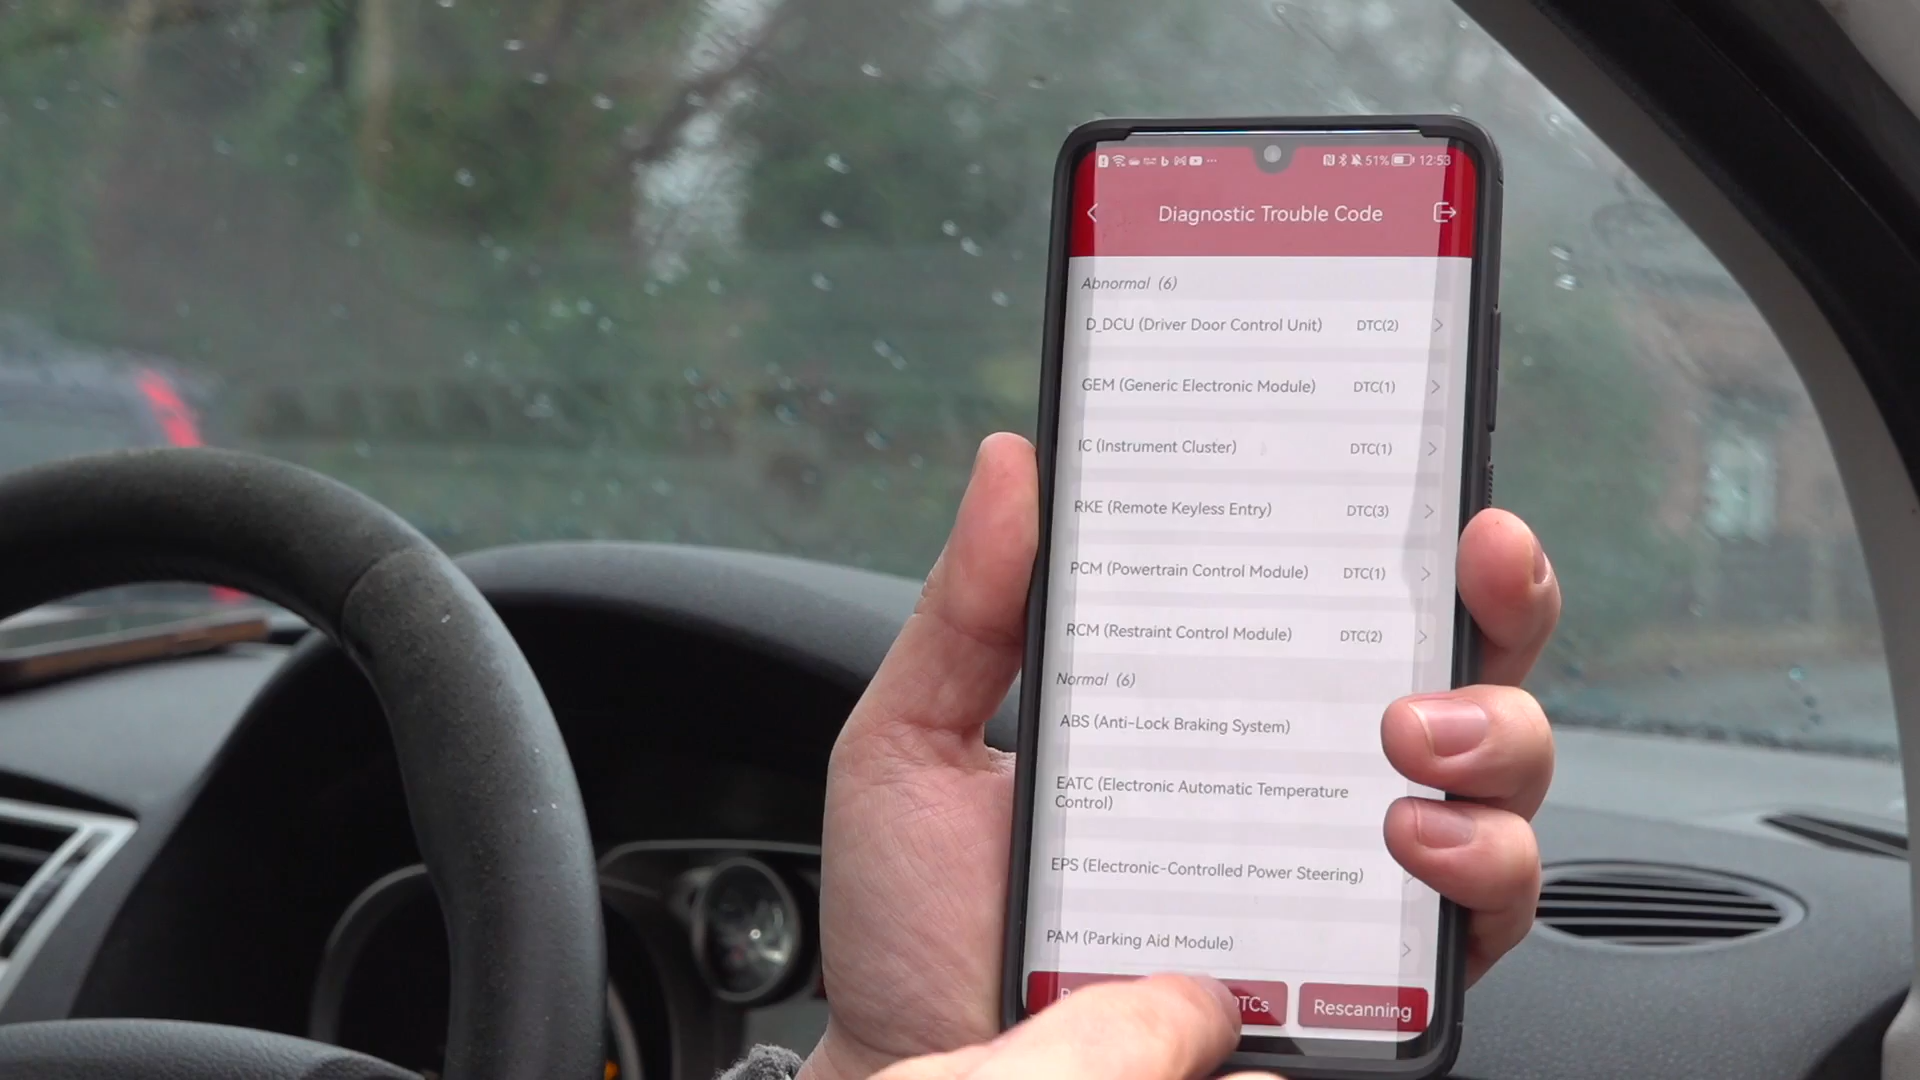 51% 12:53
Diagnostic Trouble Code
Abnormal (6)
D_DCU (Driver Door Control Unit) DTC(2)
GEM (Generic Electronic Module) DTC(1)
IC (Instrument Cluster) DTC(1)
RKE (Remote Keyless Entry) DTC(3)
PCM (Powertrain Control Module) DTC(1)
RCM (Restraint Control Module) DTC(2)
Normal (6)
ABS (Anti-Lock Braking System)
EATC (Electronic Automatic Temperature
Control)
EPS (Electronic-Controlled Power Steering)
PAM (Parking Aid Module)
Rescanning